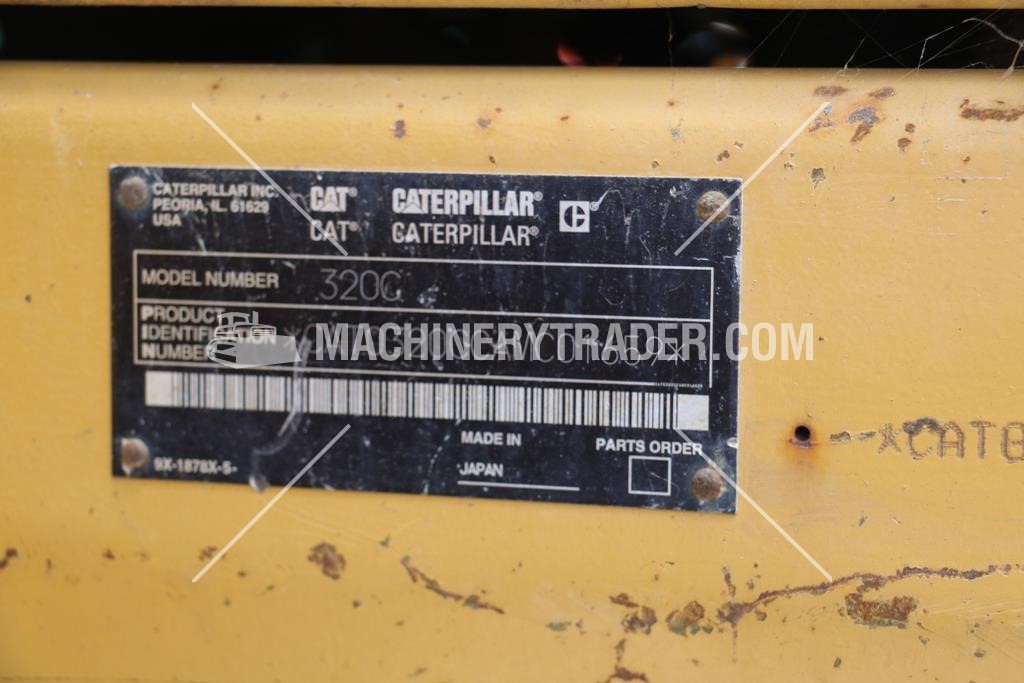 CATERPILLAR INC.
PEORIA, IL. 61629
USA
CAT® CATERPILLAR®
CAT® CATERPILLAR®
MODEL NUMBER 320C
PRODUCT
IDENTIFICATION
NUMBER
MACHINERYTRADER.COM
MADE IN
JAPAN
PARTS ORDER
9X-1878X-5-
*CAT0